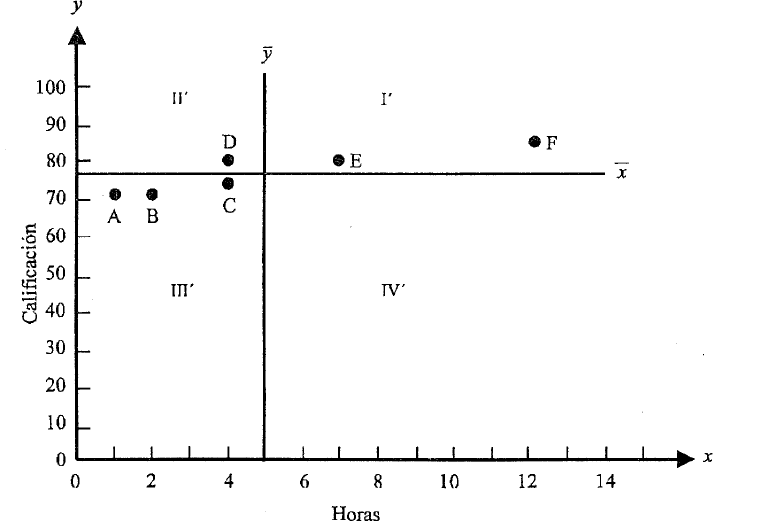 y
ȳ
100
II′
I′
90
D
80
E
F
x̄
70
A
B
C
60
50
III′
IV′
40
30
20
10
0
x
0 2 4 6 8 10 12 14
Calificación
Horas